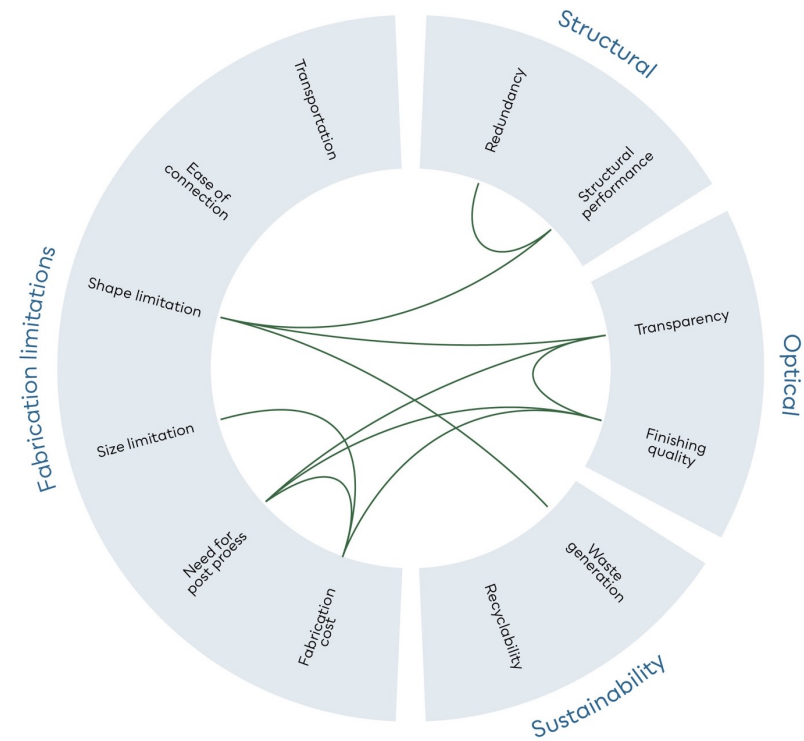 Structural
Redundancy
Structural
performance
Optical
Transparency
Finishing
quality
Sustainability
Waste
generation
Recyclability
Fabrication limitations
Fabrication
cost
Need for
post proess
Size limitation
Shape limitation
Ease of
connection
Transportation